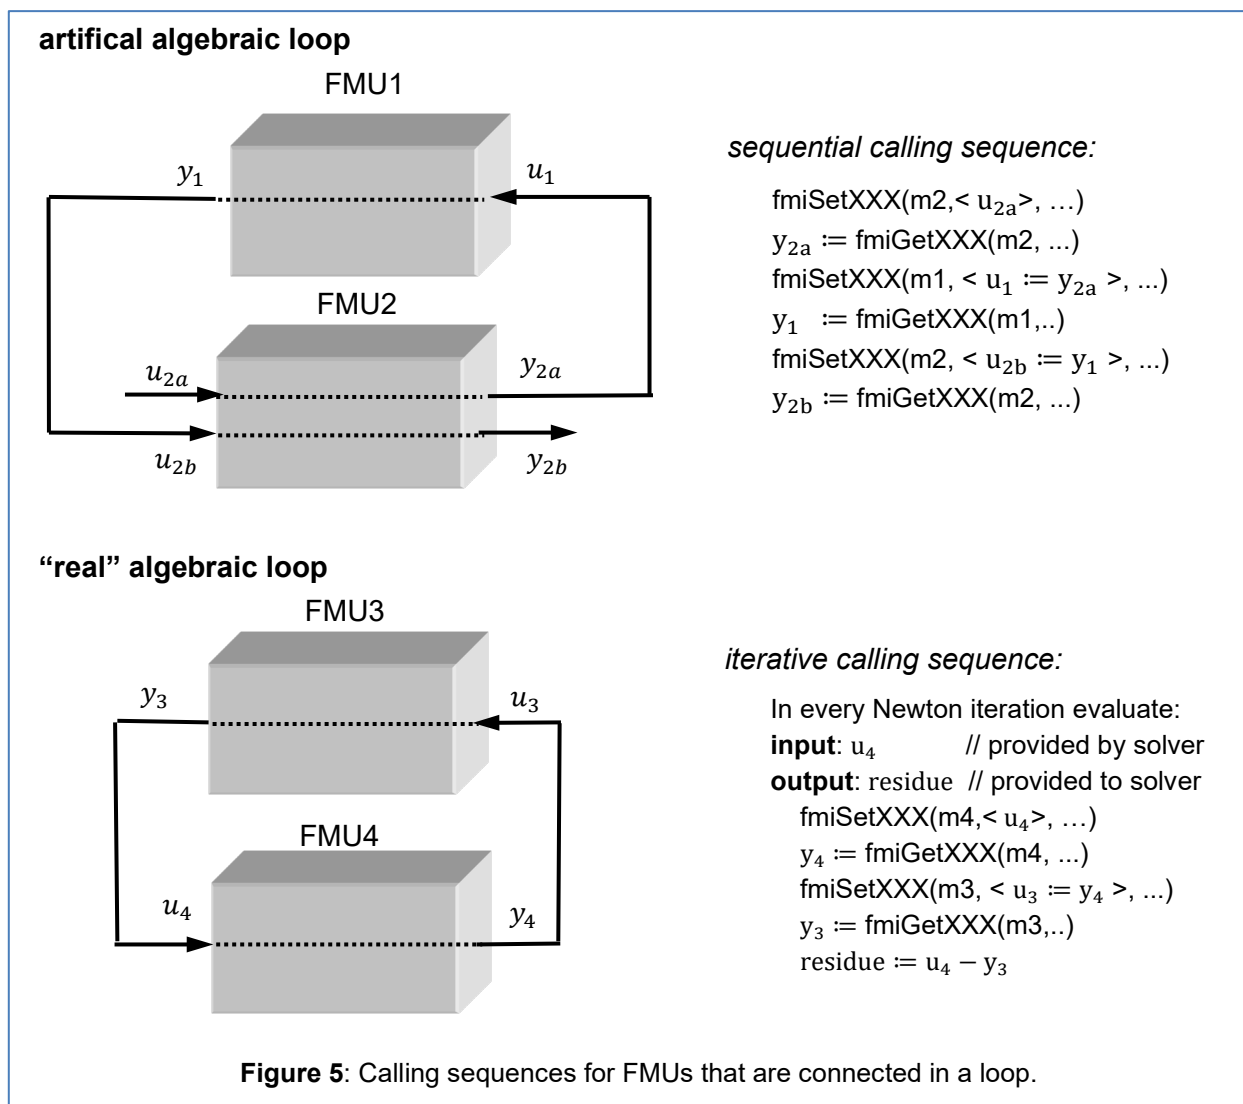 artifical algebraic loop
FMU1
y₁
u₁
FMU2
u₂ₐ
y₂ₐ
u₂b
y₂b
sequential calling sequence:
fmiSetXXX(m2,< u₂ₐ>, …)
y₂ₐ ≔ fmiGetXXX(m2, ...)
fmiSetXXX(m1, < u₁ ≔ y₂ₐ >, ...)
y₁ ≔ fmiGetXXX(m1,..)
fmiSetXXX(m2, < u₂b ≔ y₁ >, ...)
y₂b ≔ fmiGetXXX(m2, ...)
“real” algebraic loop
FMU3
y₃
u₃
FMU4
u₄
y₄
iterative calling sequence:
In every Newton iteration evaluate:
input: u₄ // provided by solver
output: residue // provided to solver
fmiSetXXX(m4,< u₄>, …)
y₄ ≔ fmiGetXXX(m4, ...)
fmiSetXXX(m3, < u₃ ≔ y₄ >, ...)
y₃ ≔ fmiGetXXX(m3,..)
residue ≔ u₄ − y₃
Figure 5: Calling sequences for FMUs that are connected in a loop.